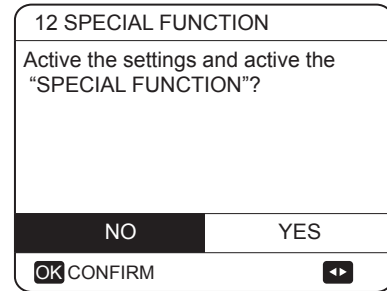 12 SPECIAL FUNCTION
Active the settings and active the
“SPECIAL FUNCTION”?
NO YES
OK CONFIRM